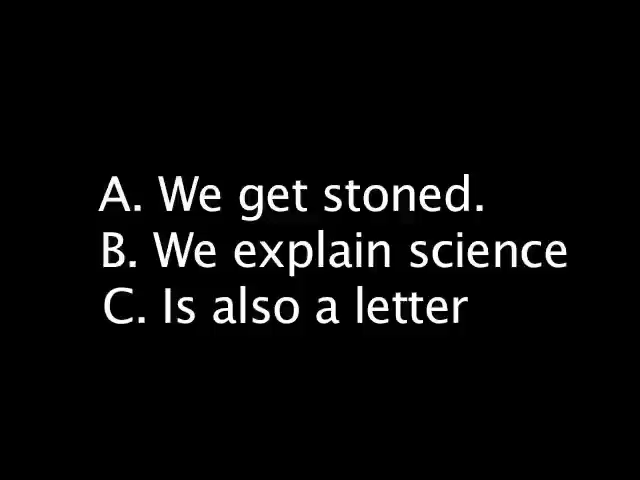 A. We get stoned.
B. We explain science
C. Is also a letter